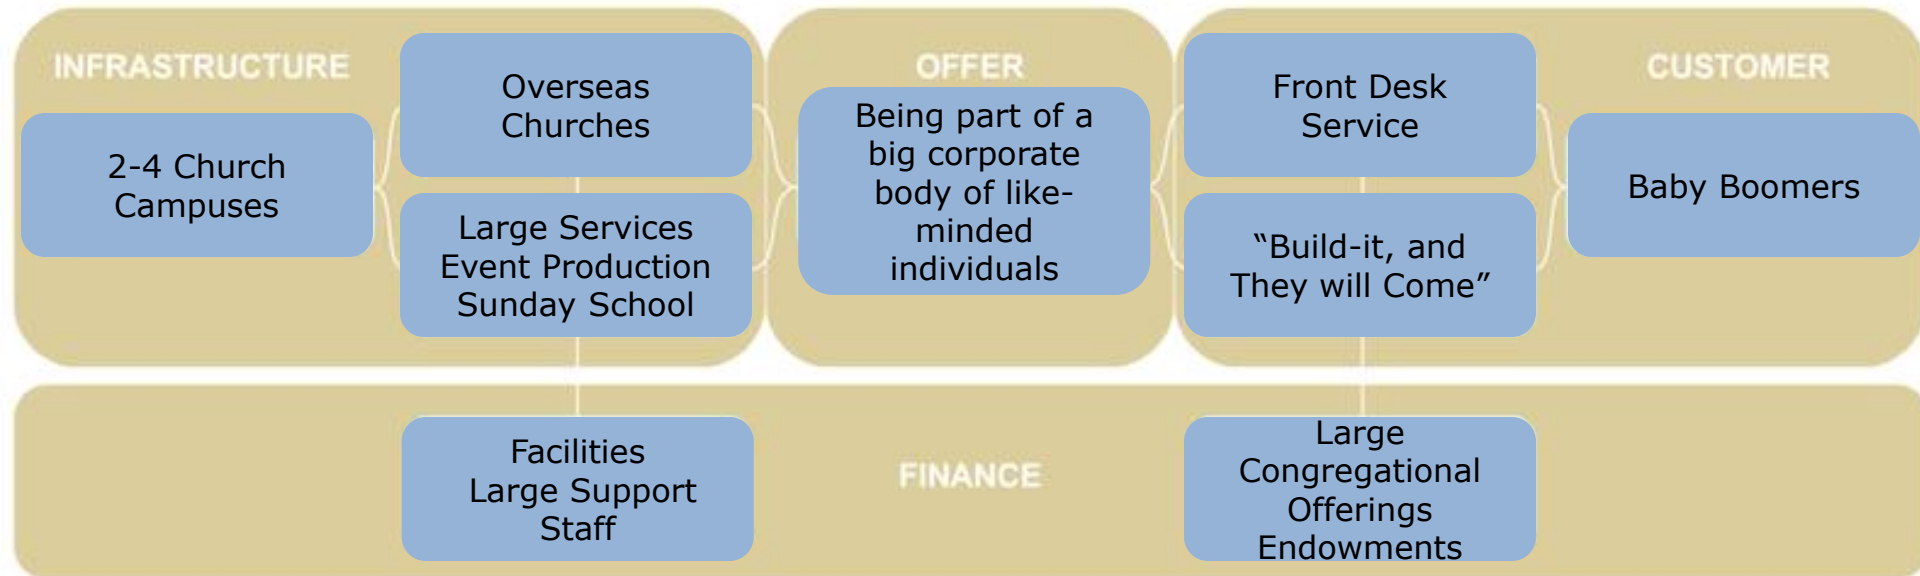 INFRASTRUCTURE
2-4 Church
Campuses
Overseas
Churches
Large Services
Event Production
Sunday School
OFFER
Being part of a
big corporate
body of like-
minded
individuals
Front Desk
Service
“Build-it, and
They will Come”
CUSTOMER
Baby Boomers
Facilities
Large Support
Staff
FINANCE
Large
Congregational
Offerings
Endowments